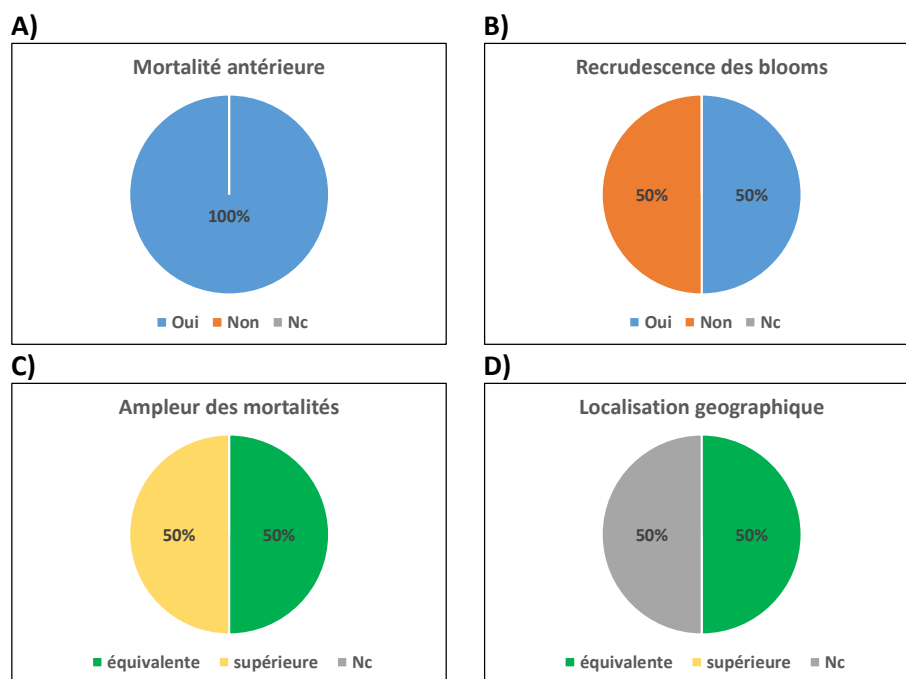 A)
Mortalité antérieure
100%
Oui Non Nc
B)
Recrudescence des blooms
50% 50%
Oui Non Nc
C)
Ampleur des mortalités
50% 50%
équivalente supérieure Nc
D)
Localisation geographique
50% 50%
équivalente supérieure Nc